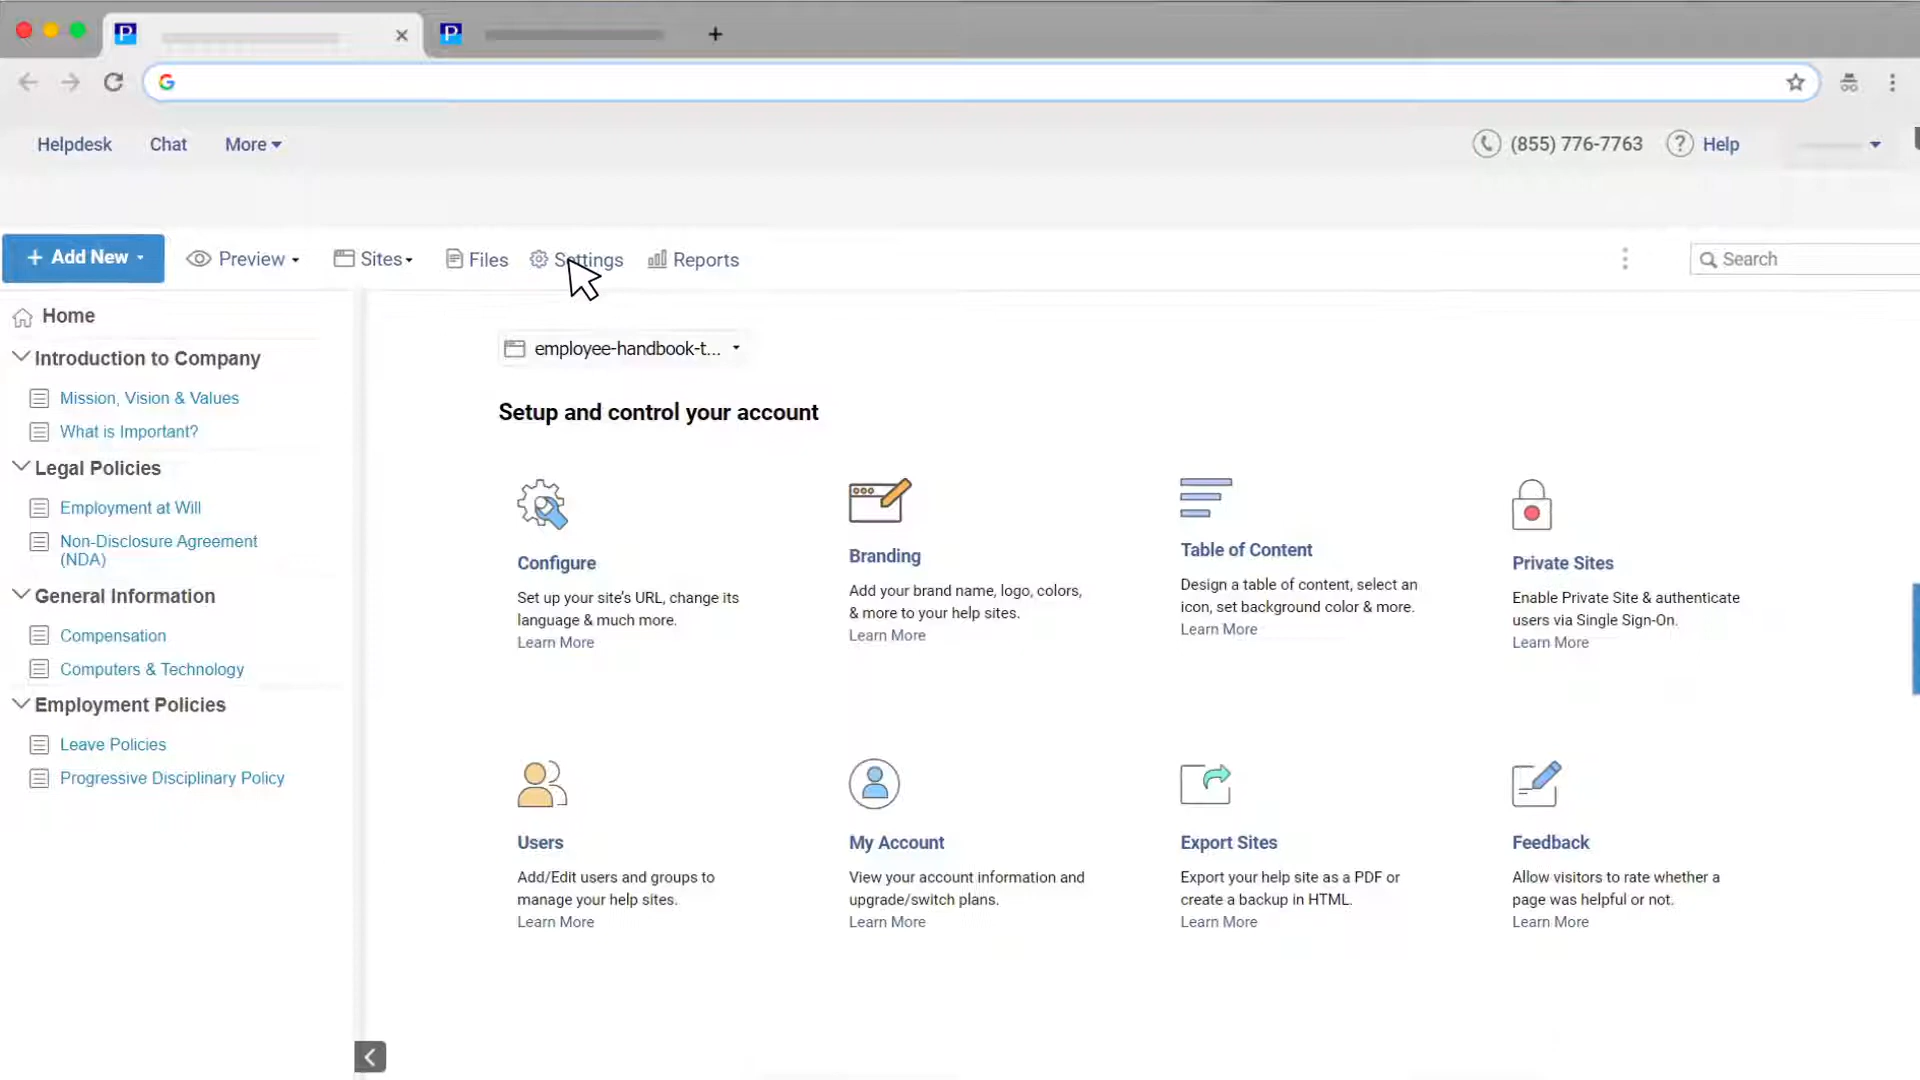 Helpdesk
Chat
More
(855) 776-7763
Help
+ Add New
Preview
Sites
Files
Settings
Reports
Search
Home
Introduction to Company
Mission, Vision & Values
What is Important?
Legal Policies
Employment at Will
Non-Disclosure Agreement
(NDA)
General Information
Compensation
Computers & Technology
Employment Policies
Leave Policies
Progressive Disciplinary Policy
employee-handbook-t...
Setup and control your account
Configure
Set up your site's URL, change its
language & much more.
Learn More
Branding
Add your brand name, logo, colors,
& more to your help sites.
Learn More
Table of Content
Design a table of content, select an
icon, set background color & more.
Learn More
Private Sites
Enable Private Site & authenticate
users via Single Sign-On.
Learn More
Users
Add/Edit users and groups to
manage your help sites.
Learn More
My Account
View your account information and
upgrade/switch plans.
Learn More
Export Sites
Export your help site as a PDF or
create a backup in HTML.
Learn More
Feedback
Allow visitors to rate whether a
page was helpful or not.
Learn More